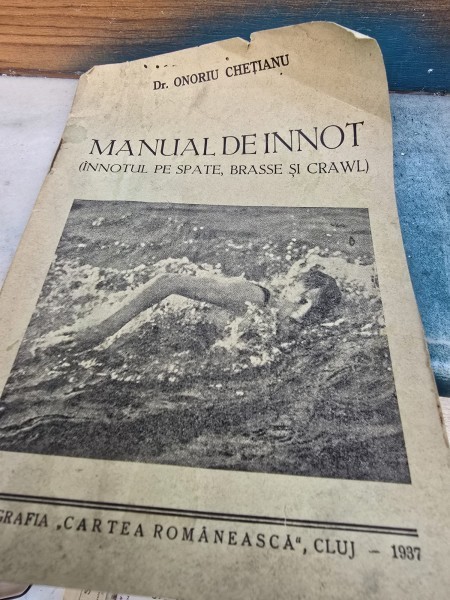 Dr. ONORIU CHEȚIANU
MANUAL DE INNOT
(ÎNNOTUL PE SPATE, BRASSE ȘI CRAWL)
GRAFIA „CARTEA ROMÂNEASCĂ", CLUJ — 1937